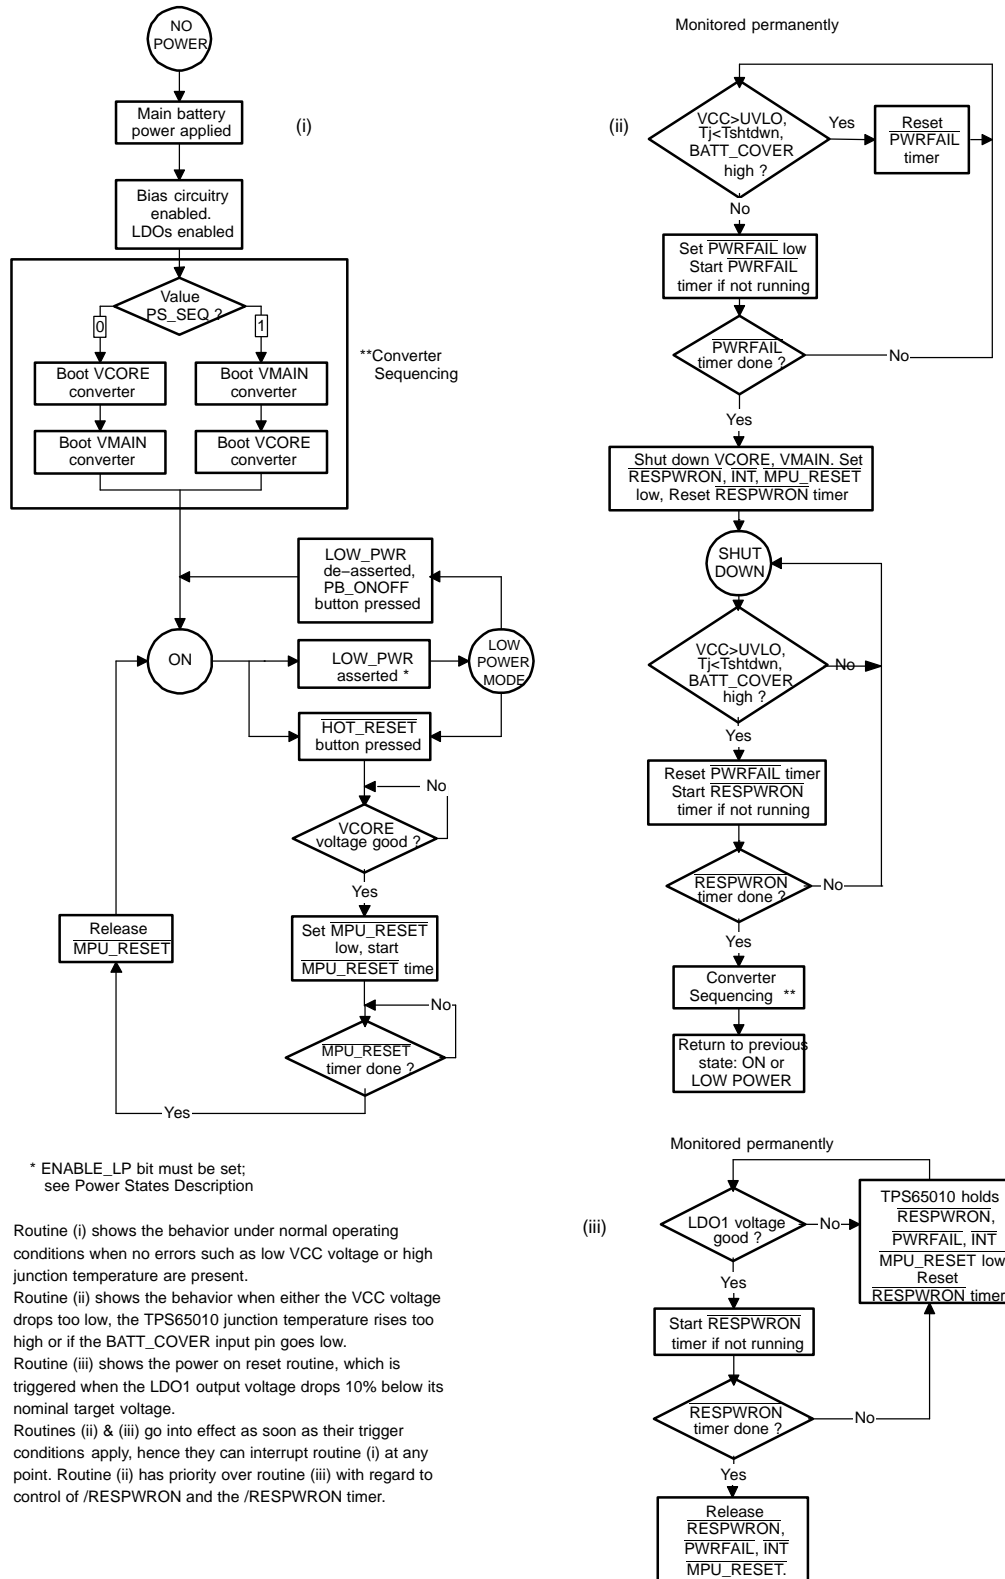 NO
POWER
Main battery
power applied
(i)
Bias circuitry
enabled.
LDOs enabled
Value
PS_SEQ ?
0
1
Boot VCORE
converter
Boot VMAIN
converter
Boot VMAIN
converter
Boot VCORE
converter
**Converter
Sequencing
LOW_PWR
de-asserted,
PB_ONOFF
button pressed
ON
LOW_PWR
asserted *
LOW
POWER
MODE
HOT_RESET
button pressed
No
VCORE
voltage good ?
Yes
Set MPU_RESET
low, start
MPU_RESET time
Release
MPU_RESET
No
MPU_RESET
timer done ?
Yes
* ENABLE_LP bit must be set;
see Power States Description
Routine (i) shows the behavior under normal operating
conditions when no errors such as low VCC voltage or high
junction temperature are present.
Routine (ii) shows the behavior when either the VCC voltage
drops too low, the TPS65010 junction temperature rises too
high or if the BATT_COVER input pin goes low.
Routine (iii) shows the power on reset routine, which is
triggered when the LDO1 output voltage drops 10% below its
nominal target voltage.
Routines (ii) & (iii) go into effect as soon as their trigger
conditions apply, hence they can interrupt routine (i) at any
point. Routine (ii) has priority over routine (iii) with regard to
control of /RESPWRON and the /RESPWRON timer.
Monitored permanently
(ii)
VCC>UVLO,
Tj<Tshtdwn,
BATT_COVER
high ?
Yes
Reset
PWRFAIL
timer
No
Set PWRFAIL low
Start PWRFAIL
timer if not running
PWRFAIL
timer done ?
No
Yes
Shut down VCORE, VMAIN. Set
RESPWRON, INT, MPU_RESET
low, Reset RESPWRON timer
SHUT
DOWN
VCC>UVLO,
Tj<Tshtdwn,
BATT_COVER
high ?
No
Yes
Reset PWRFAIL timer
Start RESPWRON
timer if not running
RESPWRON
timer done ?
No
Yes
Converter
Sequencing **
Return to previous
state: ON or
LOW POWER
Monitored permanently
(iii)
LDO1 voltage
good ?
No
TPS65010 holds
RESPWRON,
PWRFAIL, INT
MPU_RESET low
Reset
RESPWRON timer
Yes
Start RESPWRON
timer if not running
RESPWRON
timer done ?
No
Yes
Release
RESPWRON,
PWRFAIL, INT
MPU_RESET.